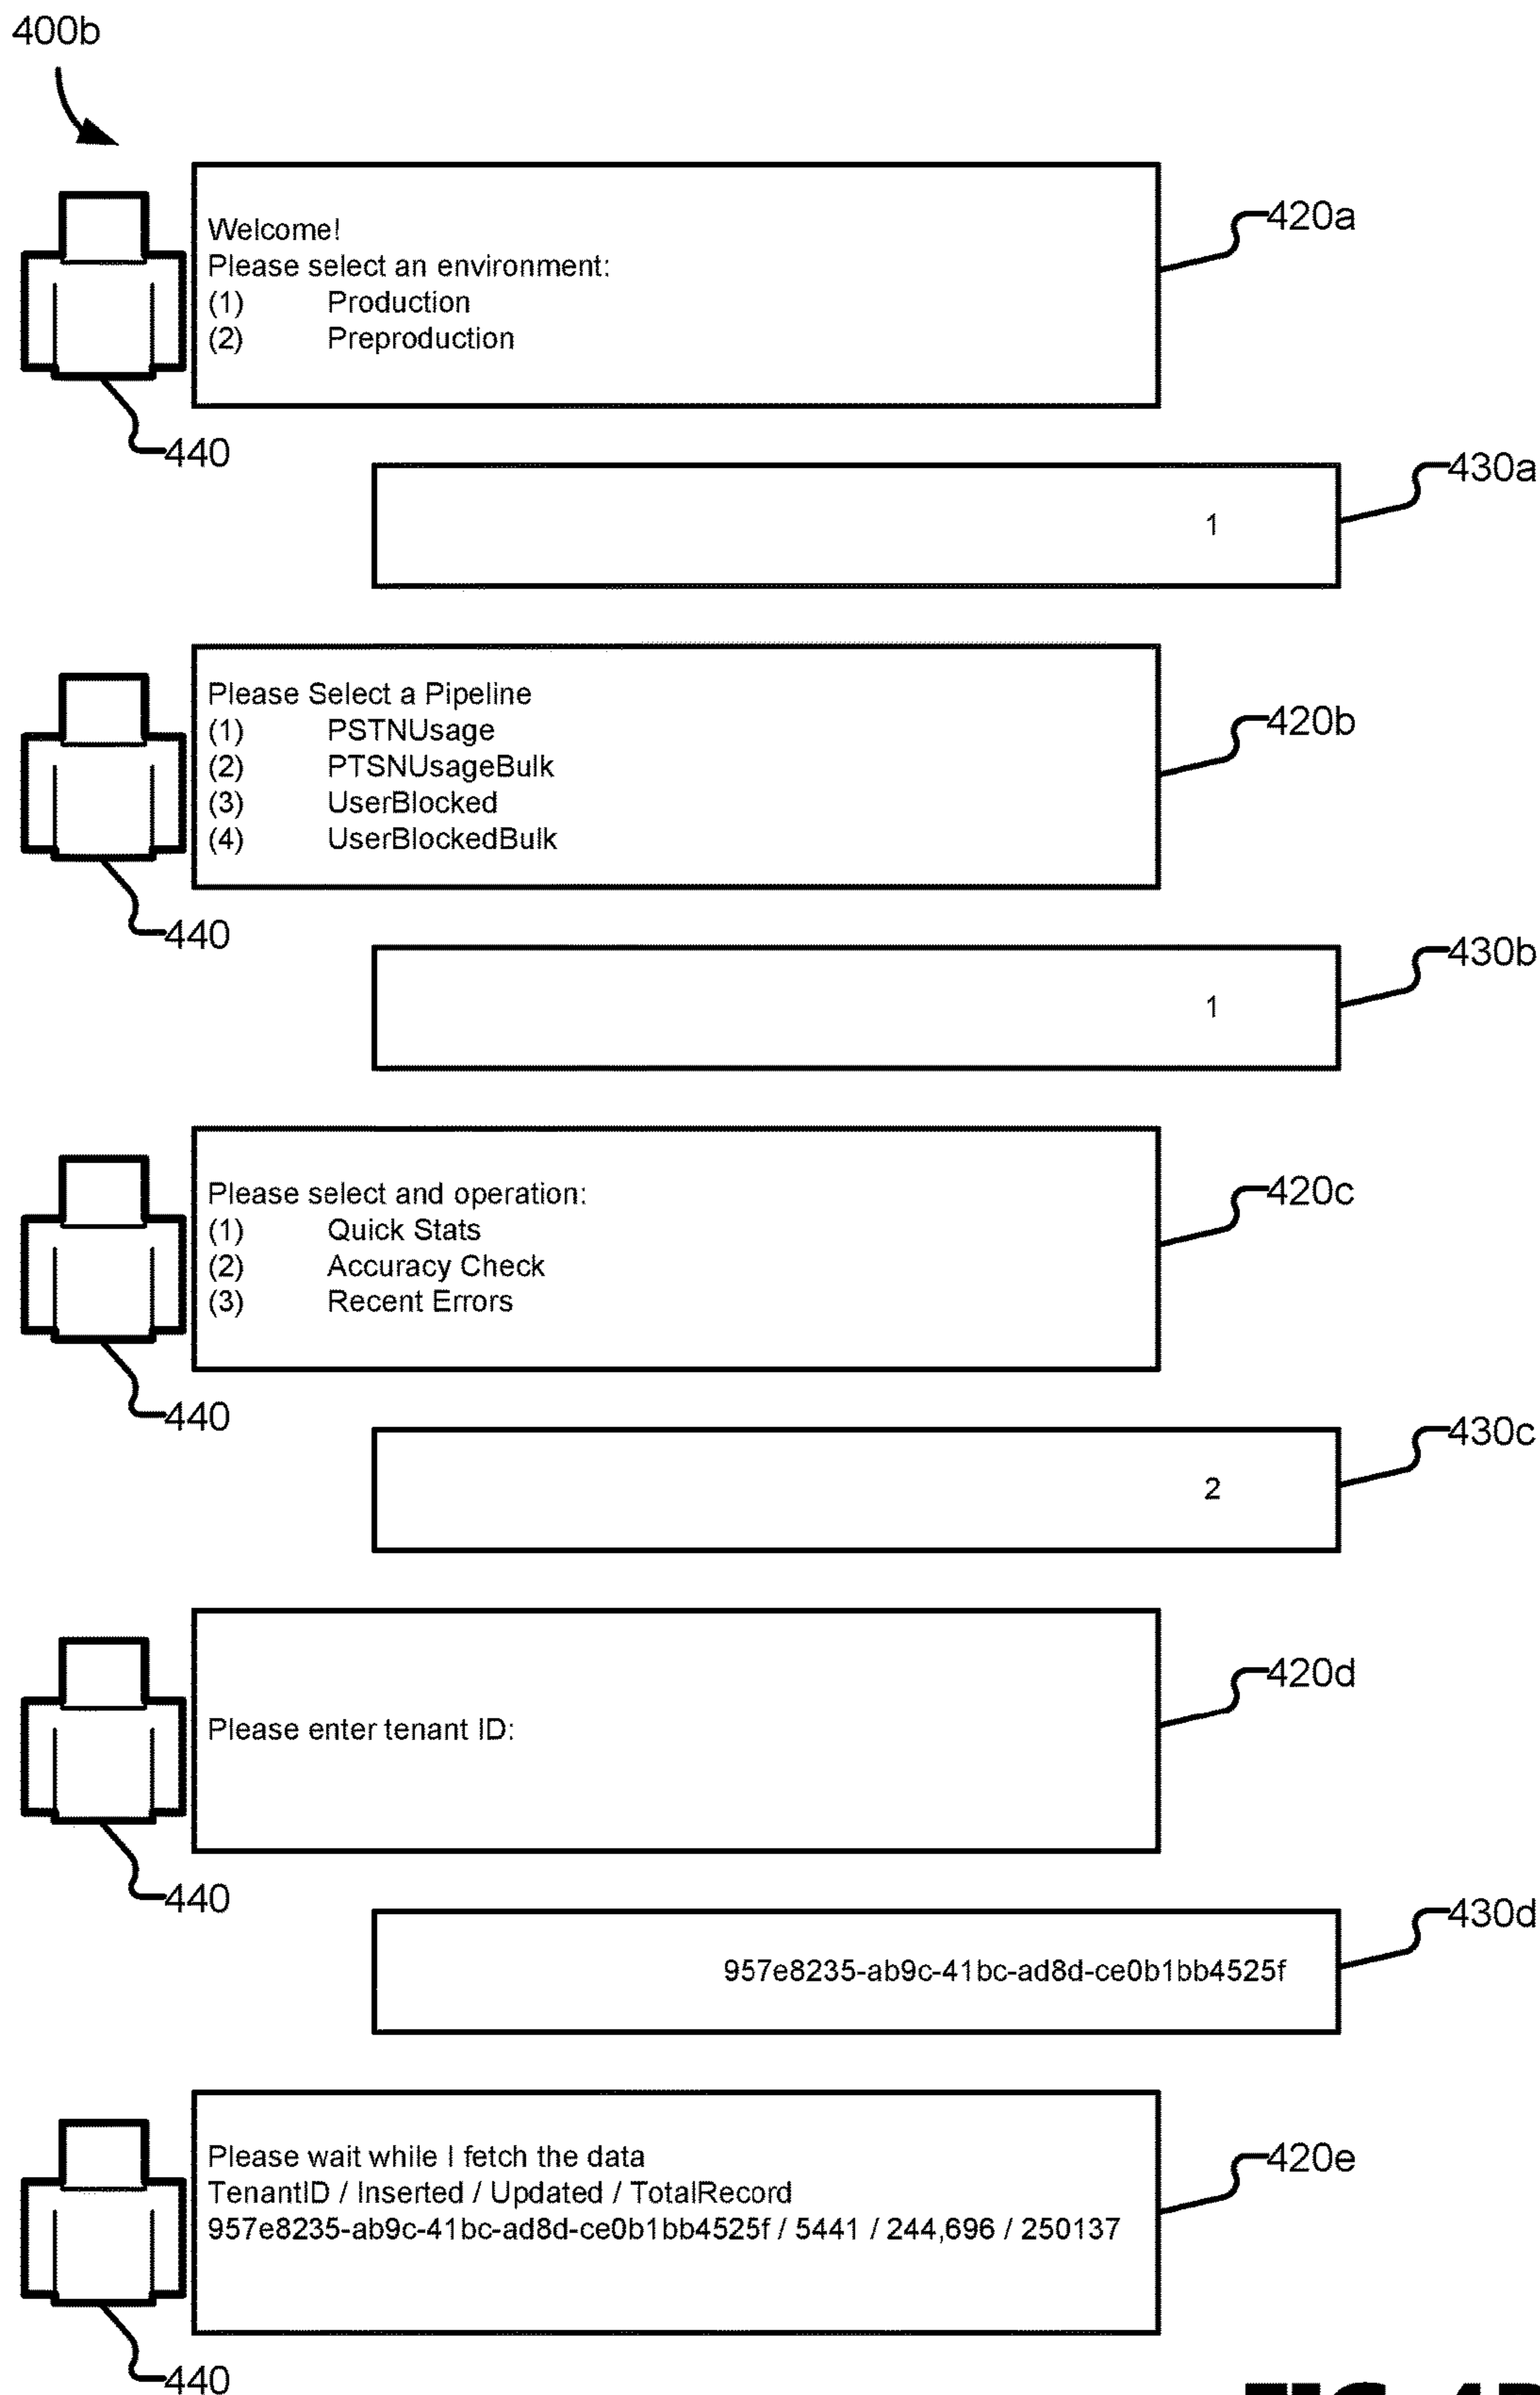 400b
Welcome!
Please select an environment:
(1) Production
(2) Preproduction
420a
440
1
430a
Please Select a Pipeline
(1) PSTNUsage
(2) PTSNUsageBulk
(3) UserBlocked
(4) UserBlockedBulk
420b
440
1
430b
Please select and operation:
(1) Quick Stats
(2) Accuracy Check
(3) Recent Errors
420c
440
2
430c
Please enter tenant ID:
420d
440
957e8235-ab9c-41bc-ad8d-ce0b1bb4525f
430d
Please wait while I fetch the data
TenantID / Inserted / Updated / TotalRecord
957e8235-ab9c-41bc-ad8d-ce0b1bb4525f / 5441 / 244,696 / 250137
420e
440